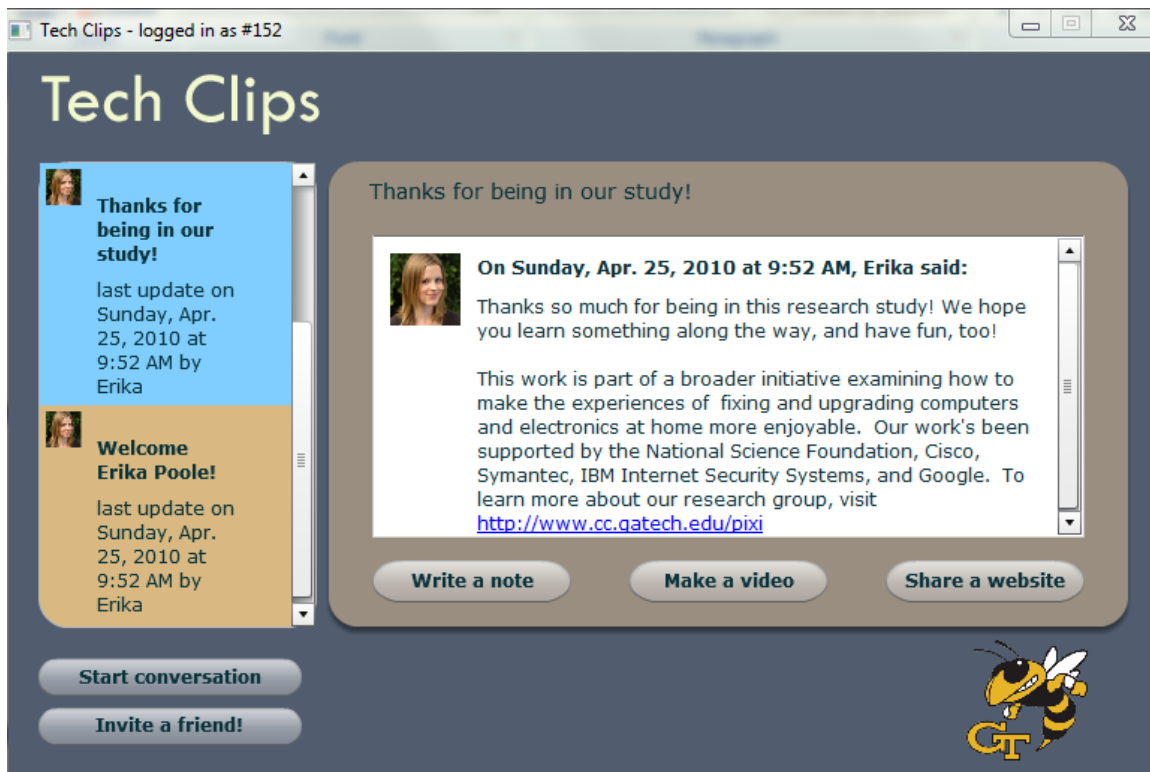 Tech Clips - logged in as #152
Tech Clips
Thanks for
being in our
study!
last update on
Sunday, Apr.
25, 2010 at
9:52 AM by
Erika
Welcome
Erika Poole!
last update on
Sunday, Apr.
25, 2010 at
9:52 AM by
Erika
Start conversation
Invite a friend!
Thanks for being in our study!
On Sunday, Apr. 25, 2010 at 9:52 AM, Erika said:
Thanks so much for being in this research study! We hope
you learn something along the way, and have fun, too!
This work is part of a broader initiative examining how to
make the experiences of  fixing and upgrading computers
and electronics at home more enjoyable.  Our work's been
supported by the National Science Foundation, Cisco,
Symantec, IBM Internet Security Systems, and Google.  To
learn more about our research group, visit
http://www.cc.gatech.edu/pixi
Write a note
Make a video
Share a website
GT